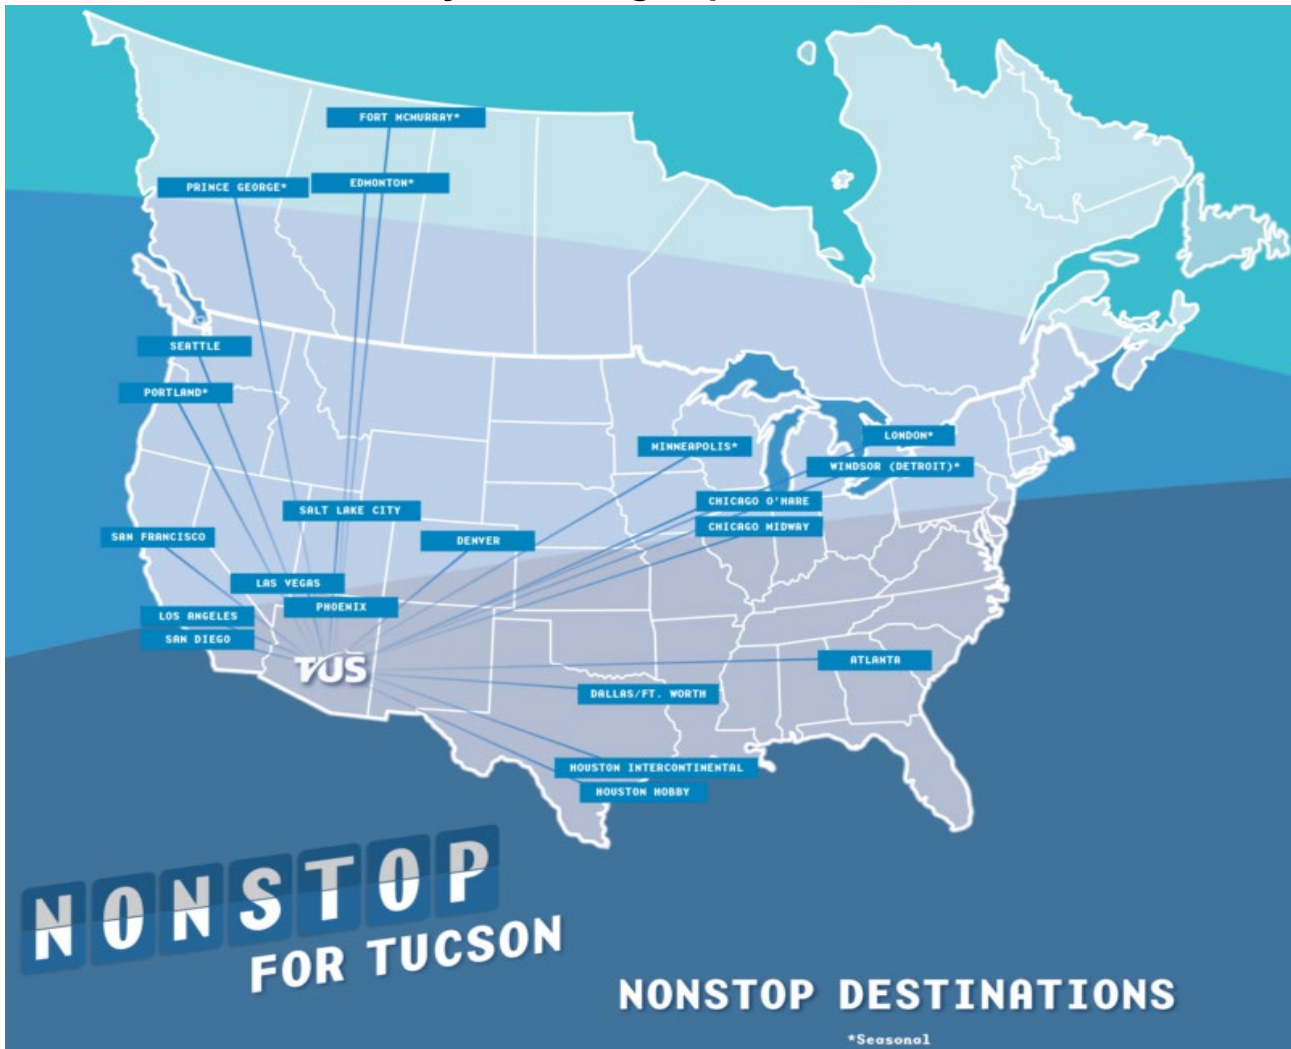 FORT MCMURRAY*
PRINCE GEORGE*
EDMONTON*
SEATTLE
PORTLAND*
LONDON*
MINNEAPOLIS*
WINDSOR (DETROIT)*
CHICAGO O'HARE
SALT LAKE CITY
CHICAGO MIDWAY
SAN FRANCISCO
DENVER
LAS VEGAS
PHOENIX
LOS ANGELES
SAN DIEGO
TUS
ATLANTA
DALLAS/FT. WORTH
HOUSTON INTERCONTINENTAL
HOUSTON HOBBY
NONSTOP
FOR TUCSON
NONSTOP DESTINATIONS
*Seasonal